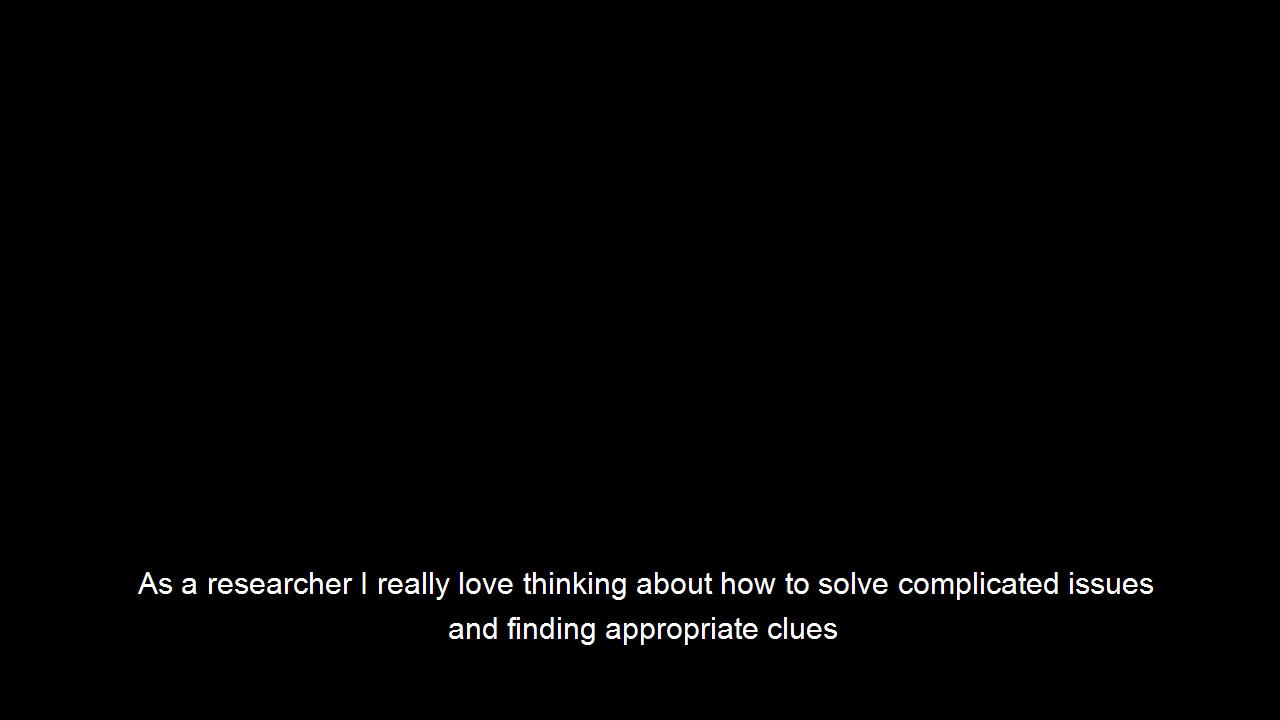 As a researcher I really love thinking about how to solve complicated issues
and finding appropriate clues